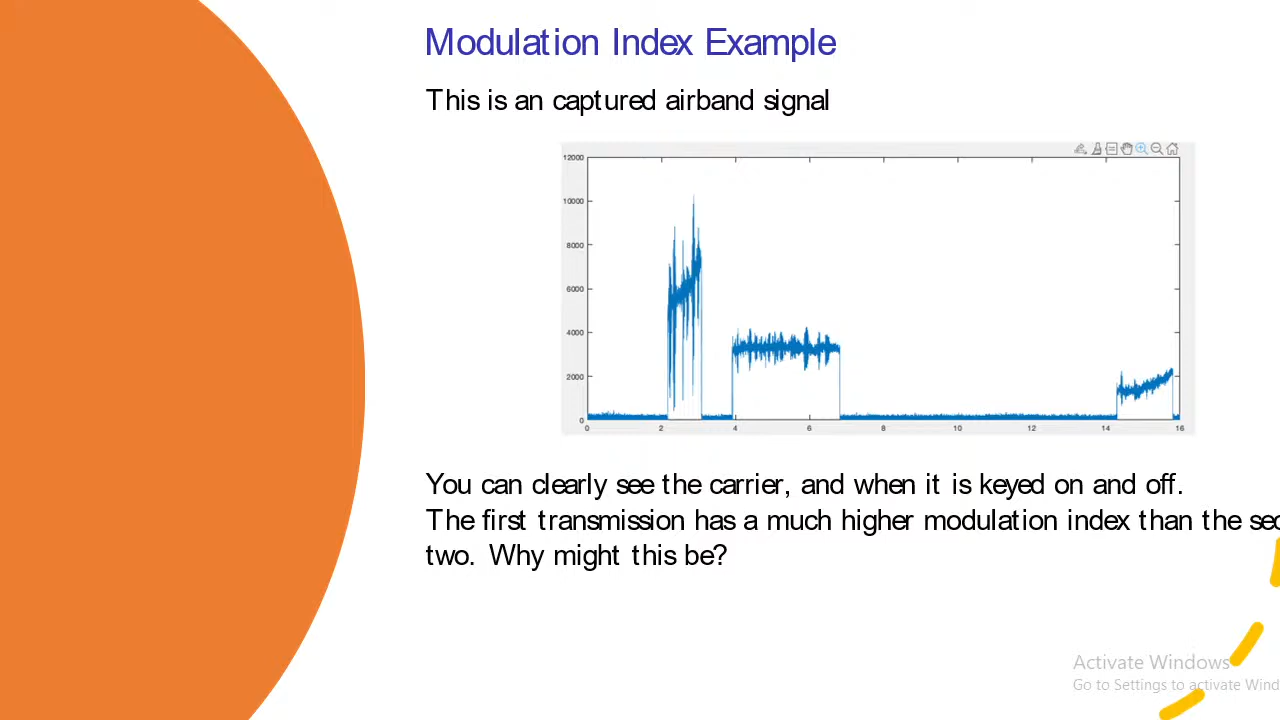 Modulation Index Example
This is an captured airband signal
12000
10000
8000
6000
4000
2000
0
0 2 4 6 8 10 12 14 16
You can clearly see the carrier, and when it is keyed on and off.
The first transmission has a much higher modulation index than the
two. Why might this be?
Activate Windows
Go to Settings to activate